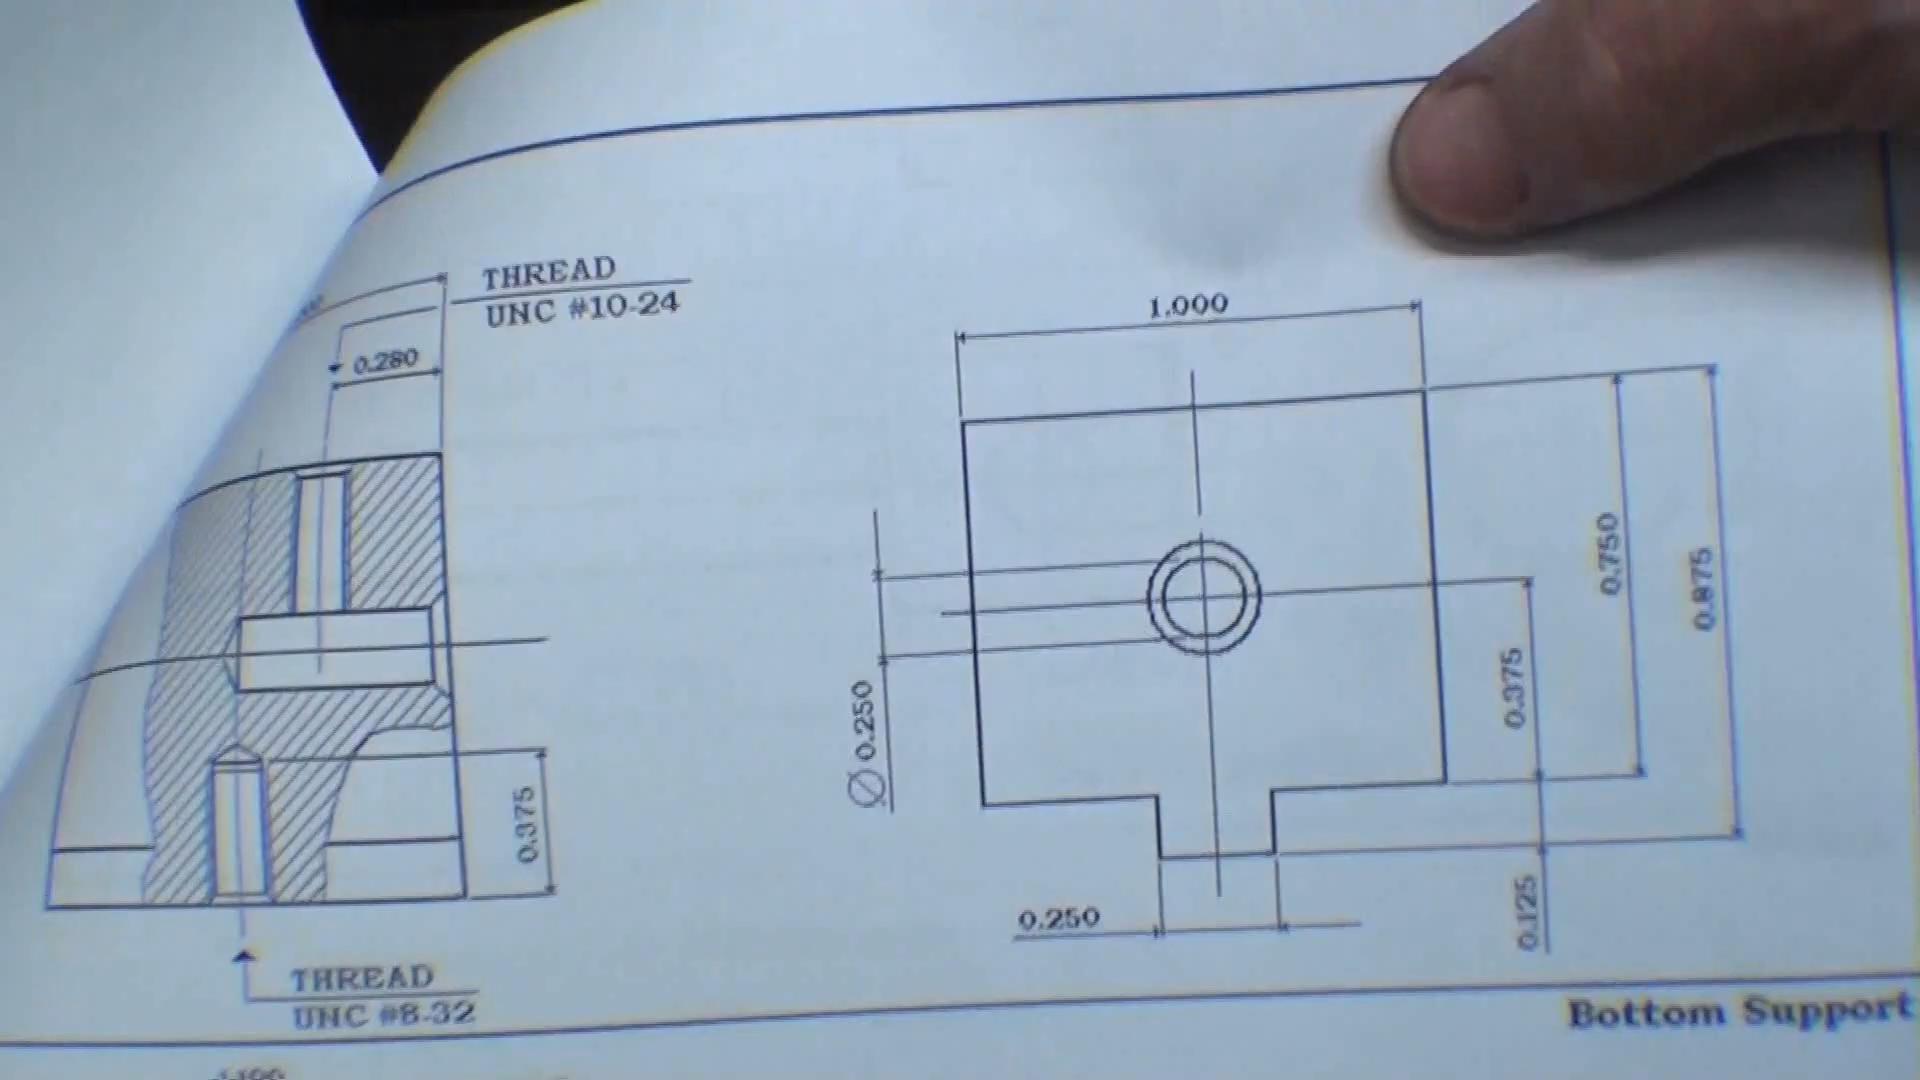 THREAD
UNC #10-24
0.280
0.375
THREAD
UNC #8-32
1.000
0.750
0.875
0.375
Ø 0.250
0.250
0.125
Bottom Support